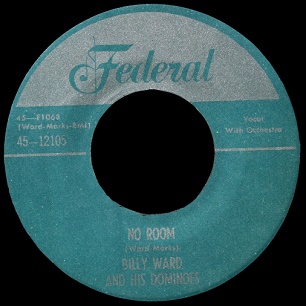 Federal
45—F1068
(Ward-Marks-BMI)
45-12105
Vocal
With Orchestra
NO ROOM
(Ward-Marks)
BILLY WARD
AND HIS DOMINOES